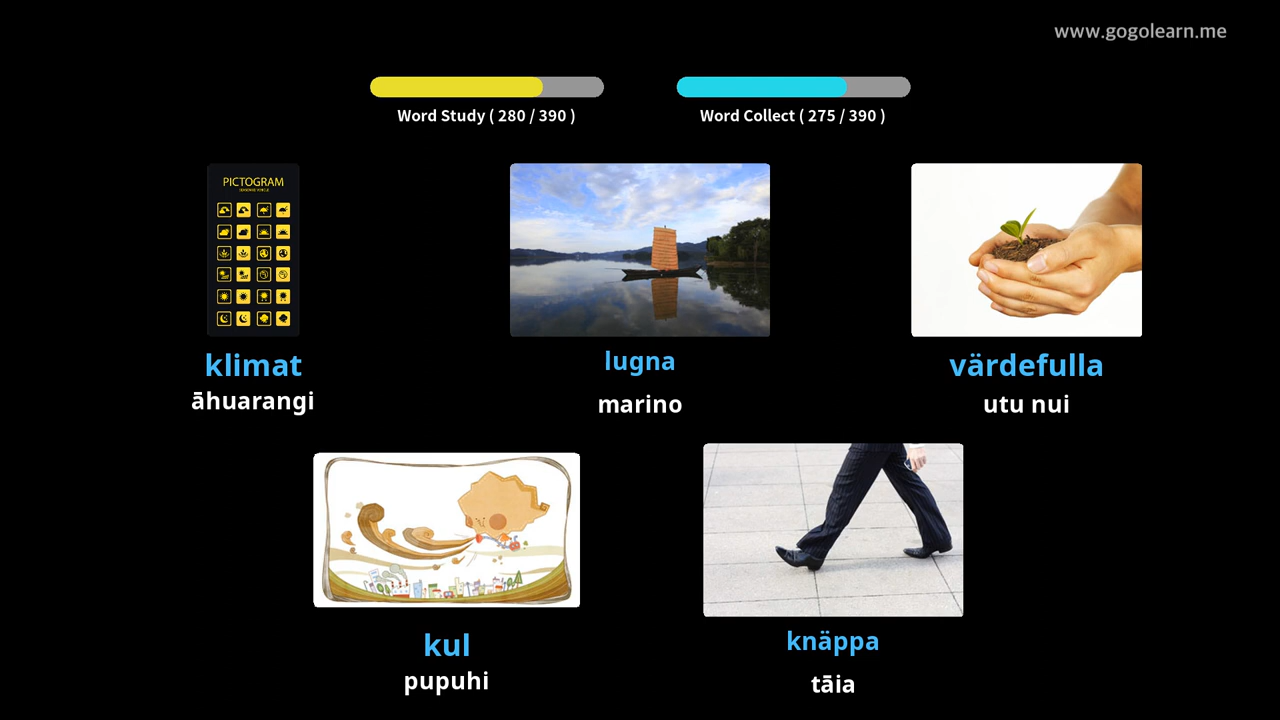 www.gogolearn.me
Word Study ( 280 / 390 )
Word Collect ( 275 / 390 )
PICTOGRAM
klimat
āhuarangi
lugna
marino
värdefulla
utu nui
kul
pupuhi
knäppa
tāia